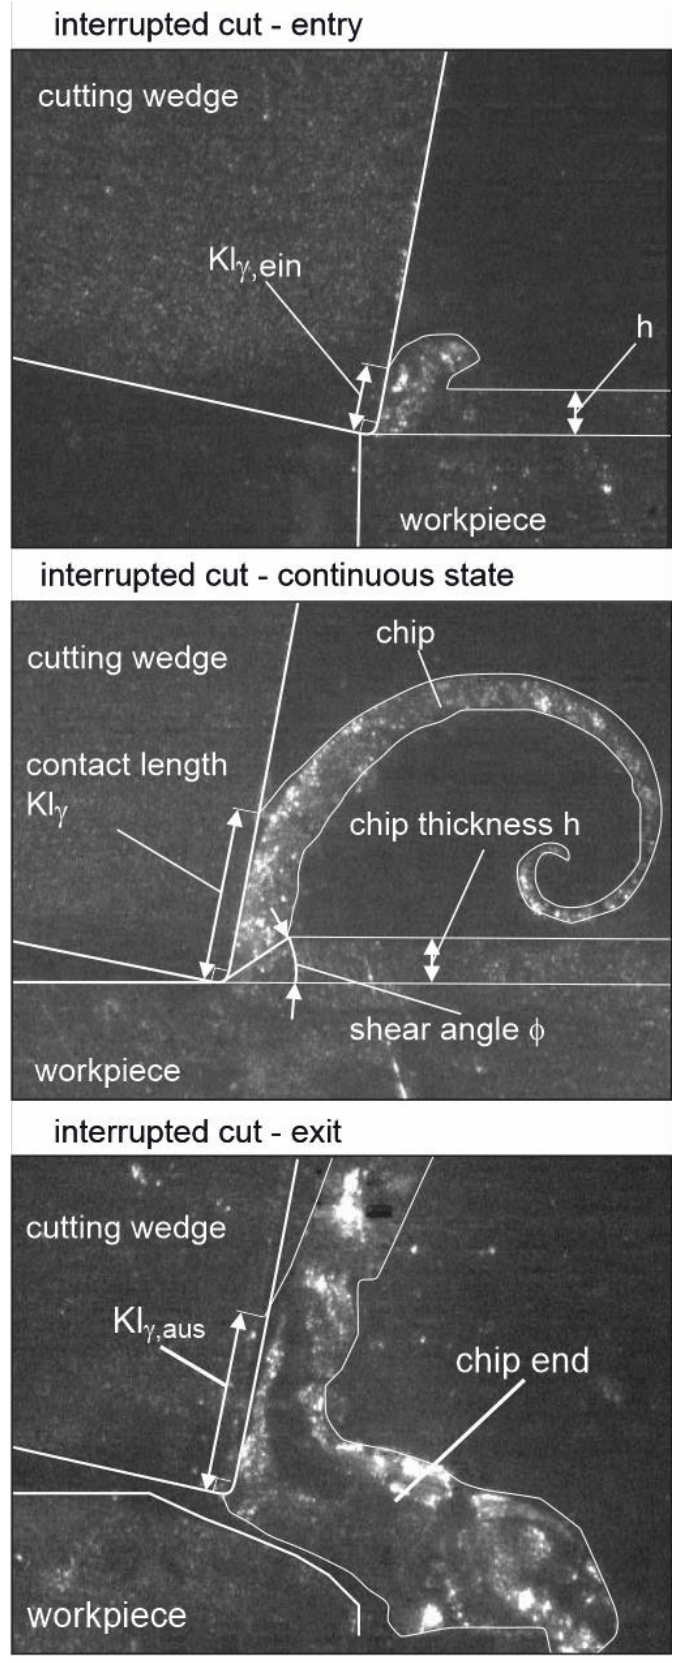 interrupted cut - entry
cutting wedge
Klγ,ein
h
workpiece
interrupted cut - continuous state
chip
cutting wedge
contact length
Klγ
chip thickness h
shear angle ϕ
workpiece
interrupted cut - exit
cutting wedge
Klγ,aus
chip end
workpiece